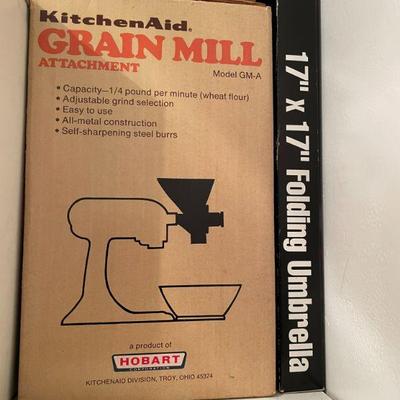 KitchenAid®
GRAIN MILL
ATTACHMENT
Model GM-A
• Capacity—1/4 pound per minute (wheat flour)
• Adjustable grind selection
• Easy to use
• All-metal construction
• Self-sharpening steel burrs
a product of
HOBART
CORPORATION
KITCHENAID DIVISION, TROY, OHIO 45374
17" x 17" Folding Umbrella